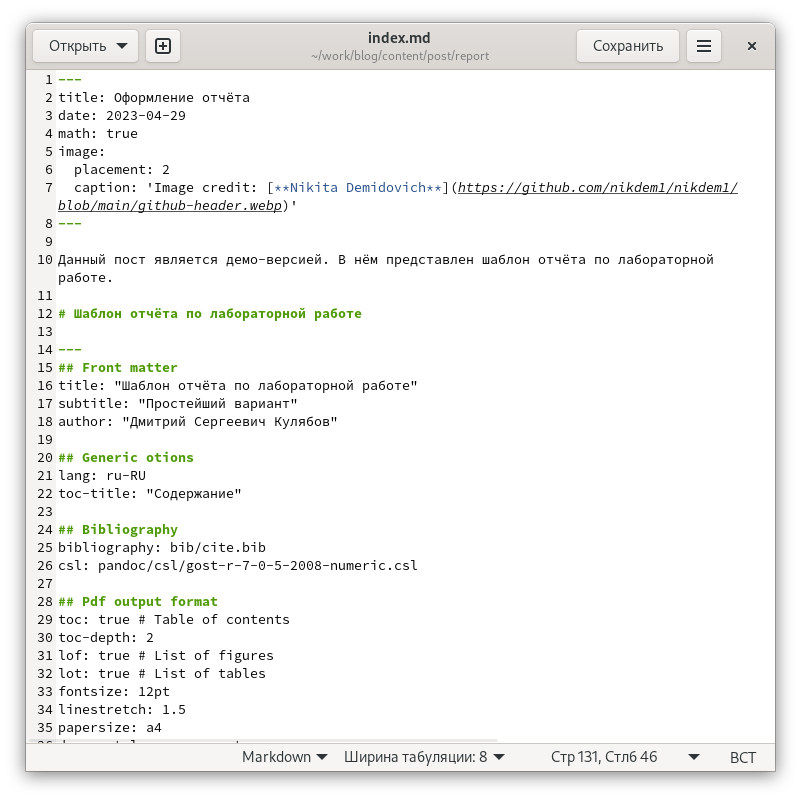 Открыть
index.md
~/work/blog/content/post/report
Сохранить
1 ---
2 title: Оформление отчёта
3 date: 2023-04-29
4 math: true
5 image:
6   placement: 2
7   caption: 'Image credit: [**Nikita Demidovich**](https://github.com/nikdem1/nikdem1/
blob/main/github-header.webp)'
8 ---
9
10 Данный пост является демо-версией. В нём представлен шаблон отчёта по лабораторной
работе.
11
12 # Шаблон отчёта по лабораторной работе
13
14 ---
15 ## Front matter
16 title: "Шаблон отчёта по лабораторной работе"
17 subtitle: "Простейший вариант"
18 author: "Дмитрий Сергеевич Кулябов"
19
20 ## Generic otions
21 lang: ru-RU
22 toc-title: "Содержание"
23
24 ## Bibliography
25 bibliography: bib/cite.bib
26 csl: pandoc/csl/gost-r-7-0-5-2008-numeric.csl
27
28 ## Pdf output format
29 toc: true # Table of contents
30 toc-depth: 2
31 lof: true # List of figures
32 lot: true # List of tables
33 fontsize: 12pt
34 linestretch: 1.5
35 papersize: a4
Markdown Ширина табуляции: 8 Стр 131, Стлб 46 ВСТ